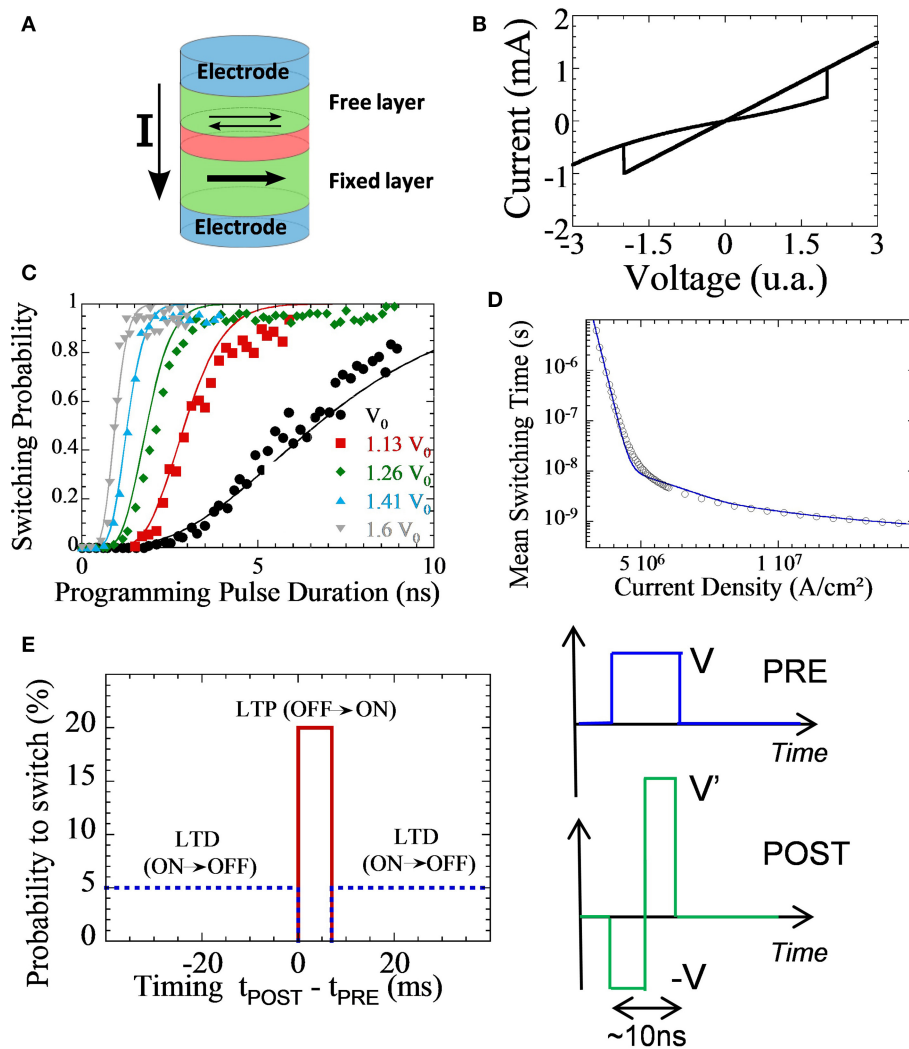 A
Electrode
Free layer
I
Fixed layer
Electrode
B
Current (mA)
2
1
0
-1
-2
-3
-1.5
0
1.5
3
Voltage (u.a.)
C
Switching Probability
1
0.8
0.6
0.4
0.2
0
0
5
10
V₀
1.13 V₀
1.26 V₀
1.41 V₀
1.6 V₀
Programming Pulse Duration (ns)
D
Mean Switching Time (s)
10⁻⁶
10⁻⁷
10⁻⁸
10⁻⁹
5 10⁶
1 10⁷
Current Density (A/cm²)
E
Probability to switch (%)
20
15
10
5
0
LTP (OFF→ON)
LTD
(ON→OFF)
LTD
(ON→OFF)
-20
0
20
Timing t_POST - t_PRE (ms)
V
PRE
Time
V'
POST
Time
-V
~10ns